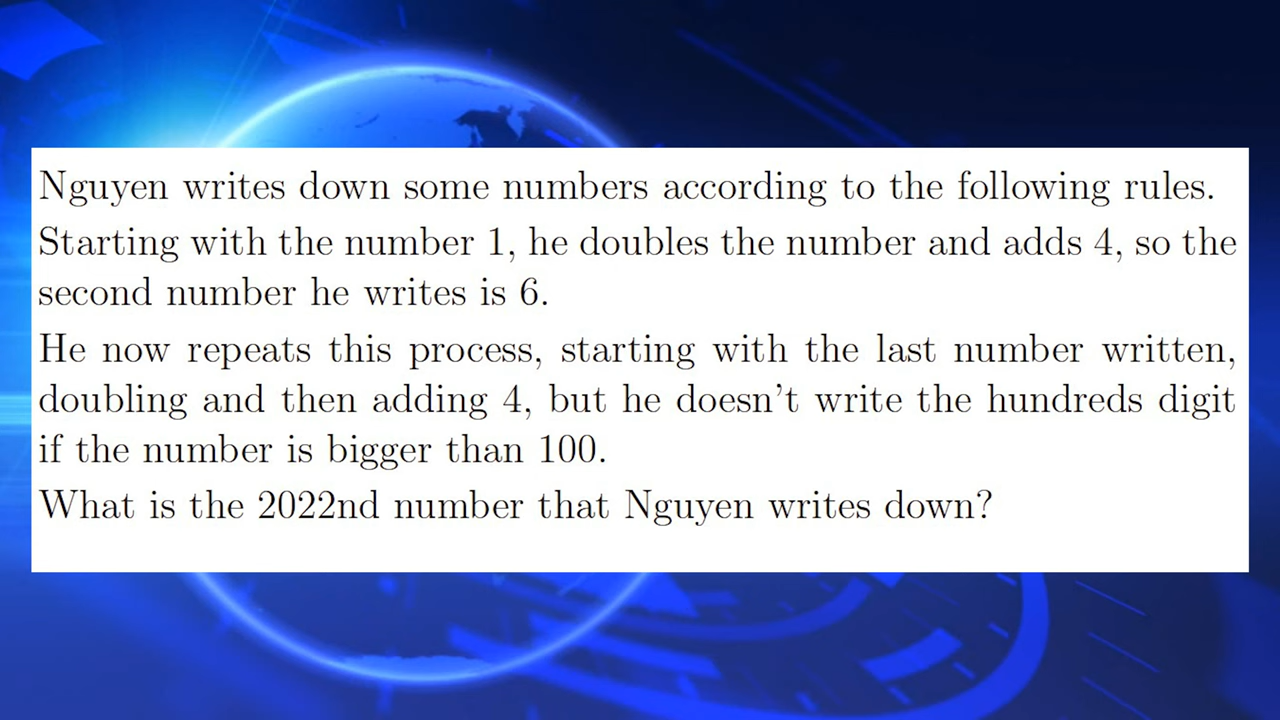 Nguyen writes down some numbers according to the following rules.
Starting with the number 1, he doubles the number and adds 4, so the
second number he writes is 6.
He now repeats this process, starting with the last number written,
doubling and then adding 4, but he doesn't write the hundreds digit
if the number is bigger than 100.
What is the 2022nd number that Nguyen writes down?